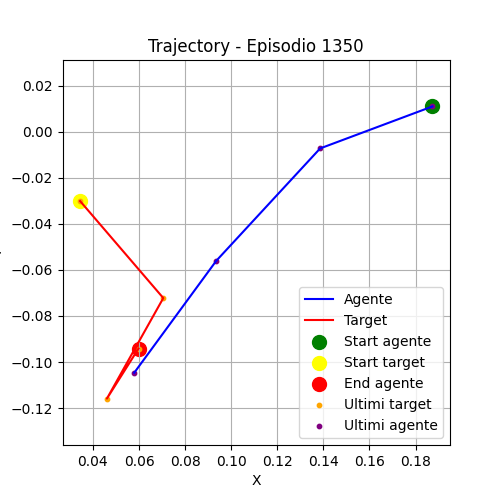 Trajectory - Episodio 1350
0.02
0.00
−0.02
−0.04
−0.06
−0.08
−0.10
−0.12
0.04 0.06 0.08 0.10 0.12 0.14 0.16 0.18
X
Agente
Target
Start agente
Start target
End agente
Ultimi target
Ultimi agente